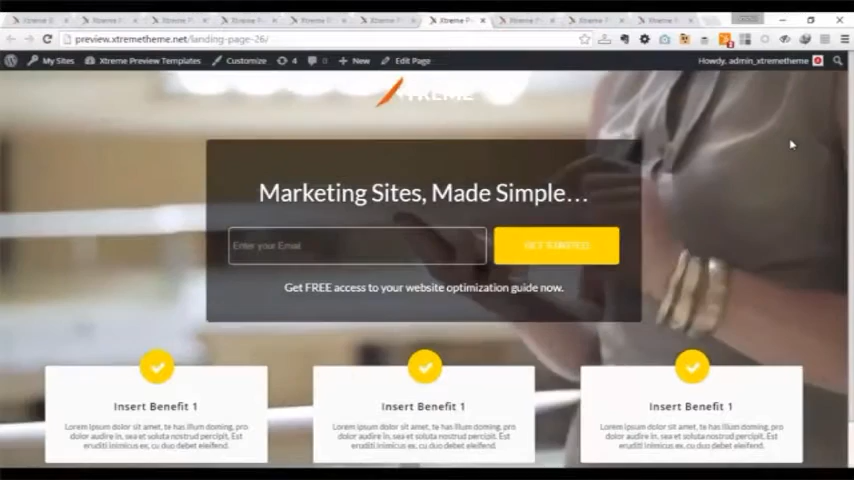 preview.xtremetheme.net/landing-page-26/
My Sites Xtreme Preview Templates Customize 4 0 New Edit Page Howdy, admin_xtremetheme
XTREME
Marketing Sites, Made Simple...
Enter your Email GET STARTED
Get FREE access to your website optimization guide now.
Insert Benefit 1 Insert Benefit 1 Insert Benefit 1
Lorem ipsum dolor sit amet, te has illum doming, pro Lorem ipsum dolor sit amet, te has illum doming, pro Lorem ipsum dolor sit amet, te has illum doming, pro
dolor audire in, sea et soluta nostrud percipit. Est dolor audire in, sea et soluta nostrud percipit. Est dolor audire in, sea et soluta nostrud percipit. Est
eruditi inimicus ex, cu duo debet eleifend. eruditi inimicus ex, cu duo debet eleifend. eruditi inimicus ex, cu duo debet eleifend.